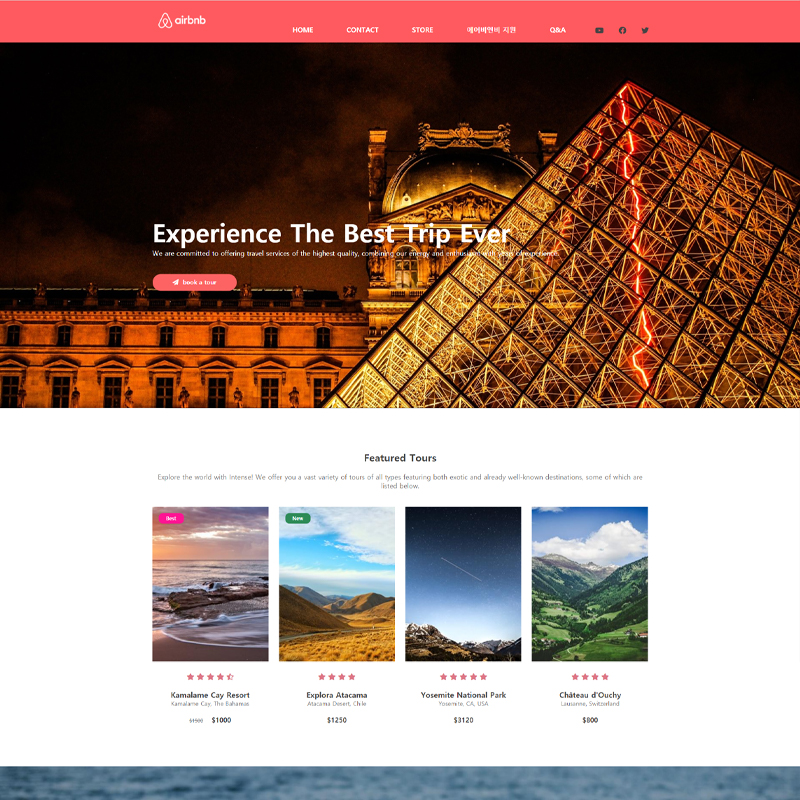 airbnb
HOME CONTACT STORE 에어비앤비 지원 Q&A
Experience The Best Trip Ever
We are committed to offering travel services of the highest quality, combining our energy and enthusiasm with years of experience.
book a tour
Featured Tours
Explore the world with Intense! We offer you a vast variety of tours of all types featuring both exotic and already well-known destinations, some of which are
listed below.
Best New
Kamalame Cay Resort Explora Atacama Yosemite National Park Château d'Ouchy
Kamalame Cay, The Bahamas Atacama Desert, Chile Yosemite, CA, USA Lausanne, Switzerland
$1500 $1000 $1250 $3120 $800